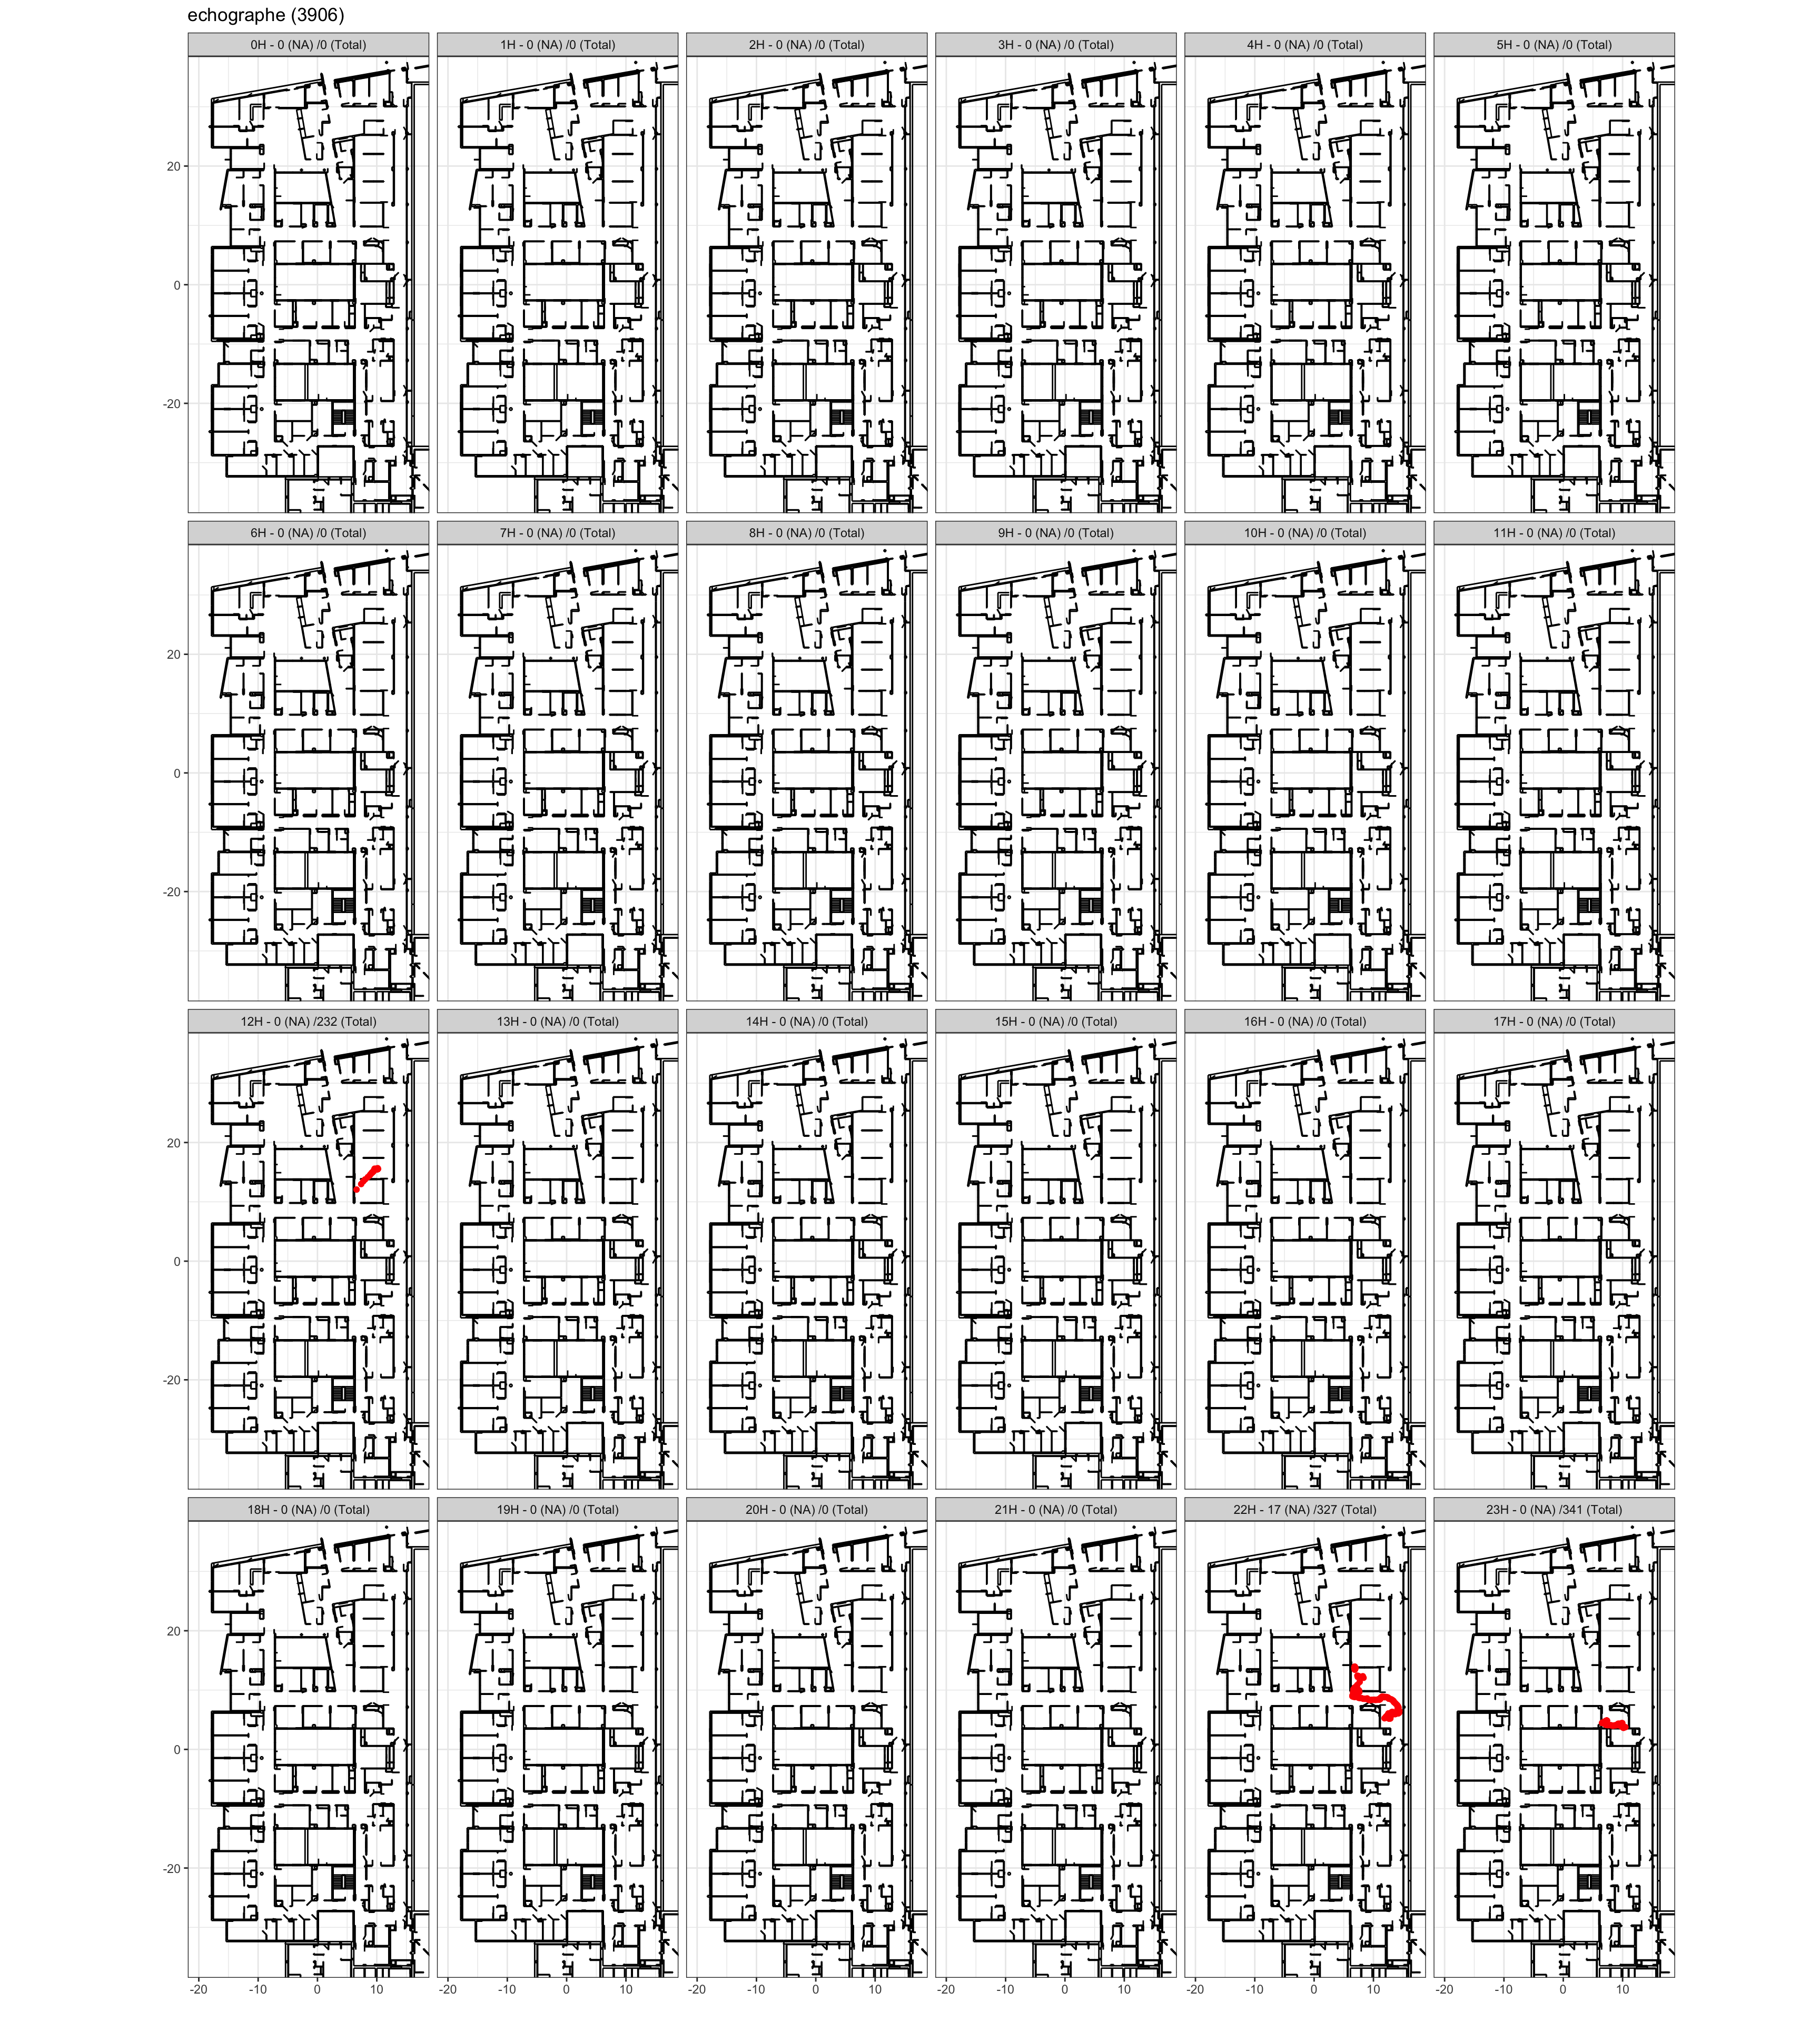 echographe (3906)
0H - 0 (NA) /0 (Total) 1H - 0 (NA) /0 (Total) 2H - 0 (NA) /0 (Total) 3H - 0 (NA) /0 (Total) 4H - 0 (NA) /0 (Total) 5H - 0 (NA) /0 (Total)
20
0
-20
6H - 0 (NA) /0 (Total) 7H - 0 (NA) /0 (Total) 8H - 0 (NA) /0 (Total) 9H - 0 (NA) /0 (Total) 10H - 0 (NA) /0 (Total) 11H - 0 (NA) /0 (Total)
20
0
-20
12H - 0 (NA) /232 (Total) 13H - 0 (NA) /0 (Total) 14H - 0 (NA) /0 (Total) 15H - 0 (NA) /0 (Total) 16H - 0 (NA) /0 (Total) 17H - 0 (NA) /0 (Total)
20
0
-20
18H - 0 (NA) /0 (Total) 19H - 0 (NA) /0 (Total) 20H - 0 (NA) /0 (Total) 21H - 0 (NA) /0 (Total) 22H - 17 (NA) /327 (Total) 23H - 0 (NA) /341 (Total)
20
0
-20
-20 -10 0 10 -20 -10 0 10 -20 -10 0 10 -20 -10 0 10 -20 -10 0 10 -20 -10 0 10